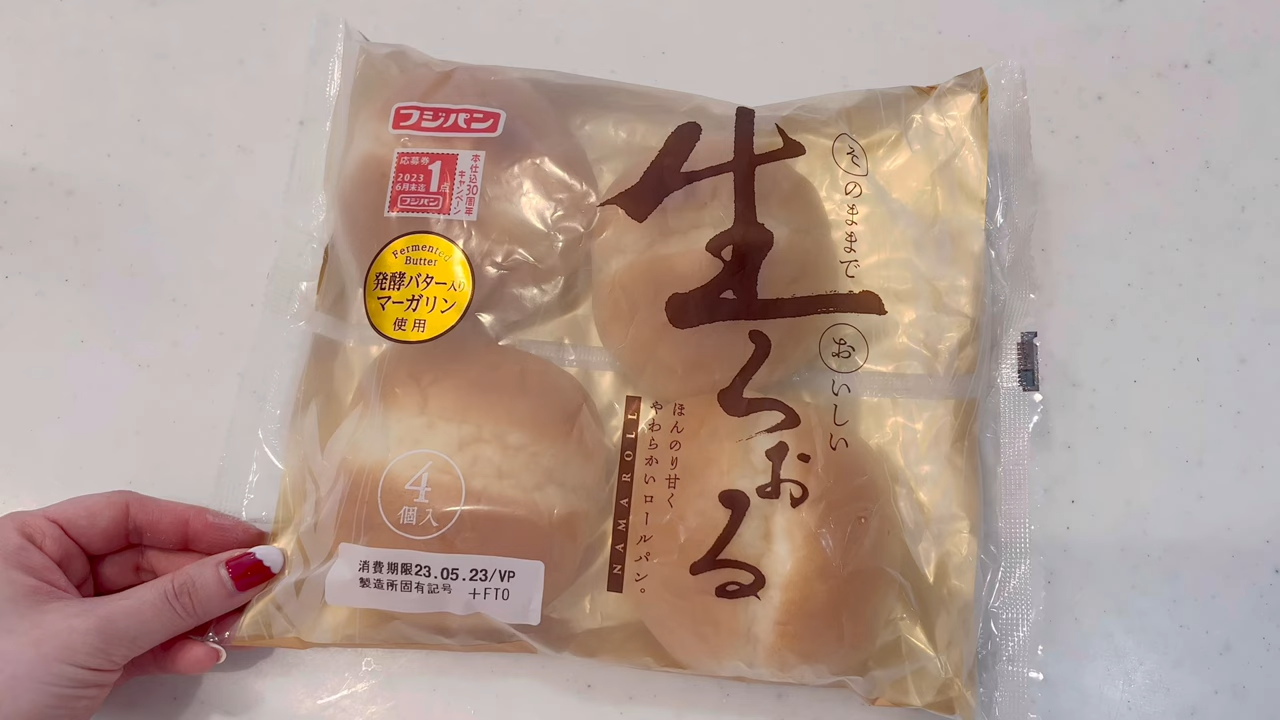 フジパン
応募券
2023
6月末迄
1点
フジパン
本仕込30周年
キャンペーン
Fermented
Butter
発酵バター入り
マーガリン
使用
そのままで
おいしい
生ろおる
ほんのり甘く
やわらかいロールパン。
NAMAROLL
4
個入
消費期限23.05.23/VP
製造所固有記号 +FT0